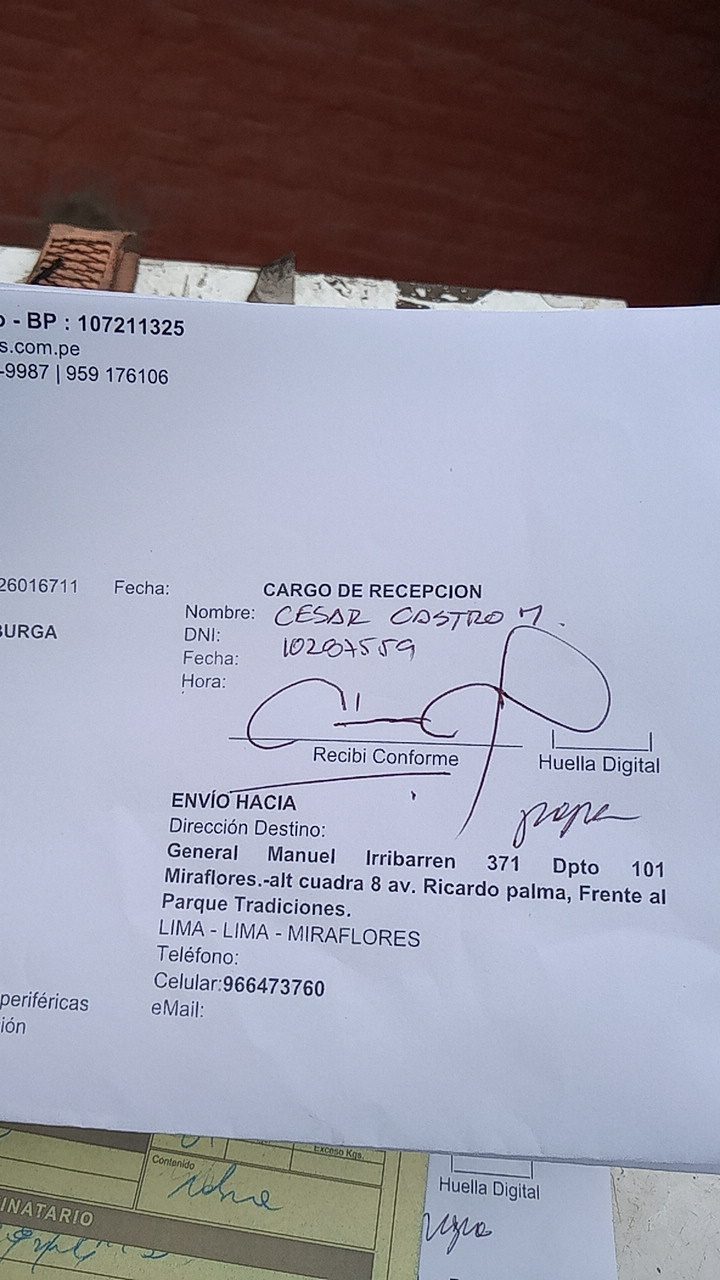 o - BP : 107211325
s.com.pe
-9987 | 959 176106
26016711 Fecha:
BURGA
CARGO DE RECEPCION
Nombre: CESAR CASTRO M.
DNI: 10287559
Fecha:
Hora:
Recibi Conforme
Huella Digital
papa
ENVÍO HACIA
Dirección Destino:
General Manuel Irribarren 371 Dpto 101
Miraflores.-alt cuadra 8 av. Ricardo palma, Frente al
Parque Tradiciones.
LIMA - LIMA - MIRAFLORES
Teléfono:
Celular:966473760
eMail:
periféricas
ión
Exceso Kgs.
Contenido
INATARIO
Huella Digital